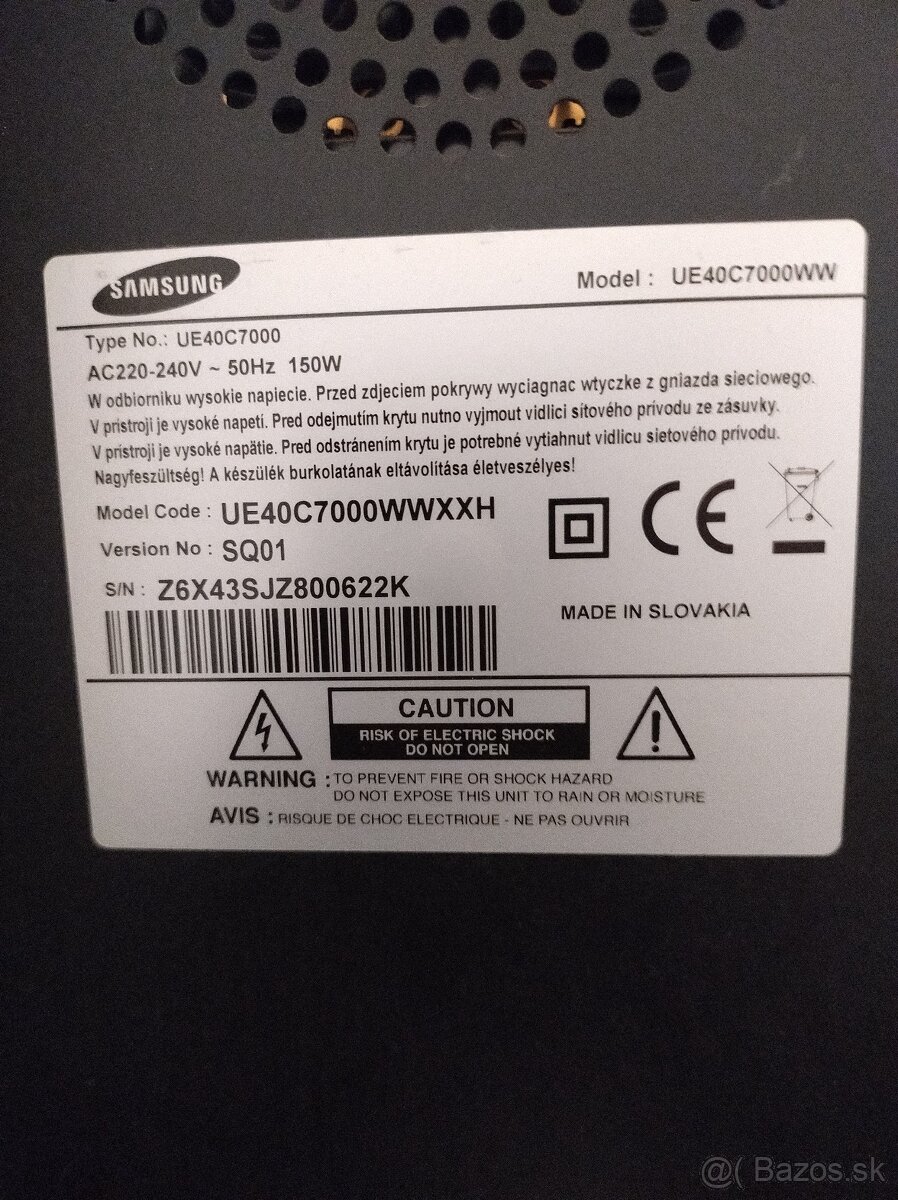 SAMSUNG
Model : UE40C7000WW
Type No.: UE40C7000
AC220-240V ~ 50Hz 150W
W odbiorniku wysokie napiecie. Przed zdjeciem pokrywy wyciagnac wtyczke z gniazda sieciowego.
V prístroji je vysoké napetí. Pred odejmutím krytu nutno vyjmout vidlici sítového prívodu ze zásuvky.
V prístroji je vysoké napätie. Pred odstránením krytu je potrebné vytiahnut vidlicu sietového prívodu.
Nagyfeszültség! A készülék burkolatának eltávolítása életveszélyes!
Model Code : UE40C7000WWXXH
Version No : SQ01
S/N : Z6X43SJZ800622K
CE
MADE IN SLOVAKIA
CAUTION
RISK OF ELECTRIC SHOCK
DO NOT OPEN
WARNING : TO PREVENT FIRE OR SHOCK HAZARD
DO NOT EXPOSE THIS UNIT TO RAIN OR MOISTURE
AVIS : RISQUE DE CHOC ELECTRIQUE - NE PAS OUVRIR
@( Bazos.sk